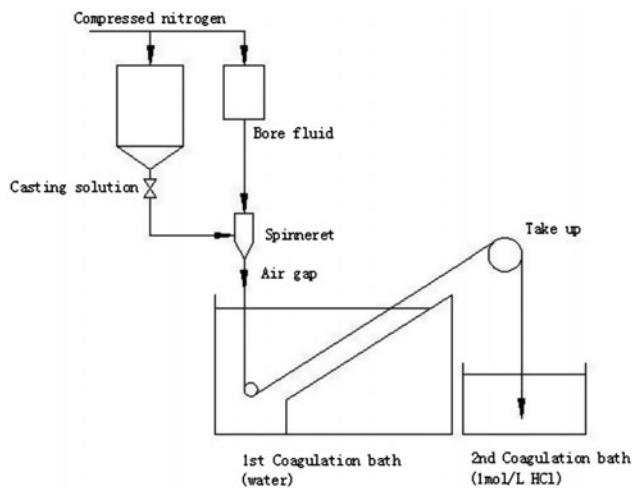 Compressed nitrogen
Bore fluid
Casting solution
Spinneret
Take up
Air gap
1st Coagulation bath
(water)
2nd Coagulation bath
(1mol/L HCl)